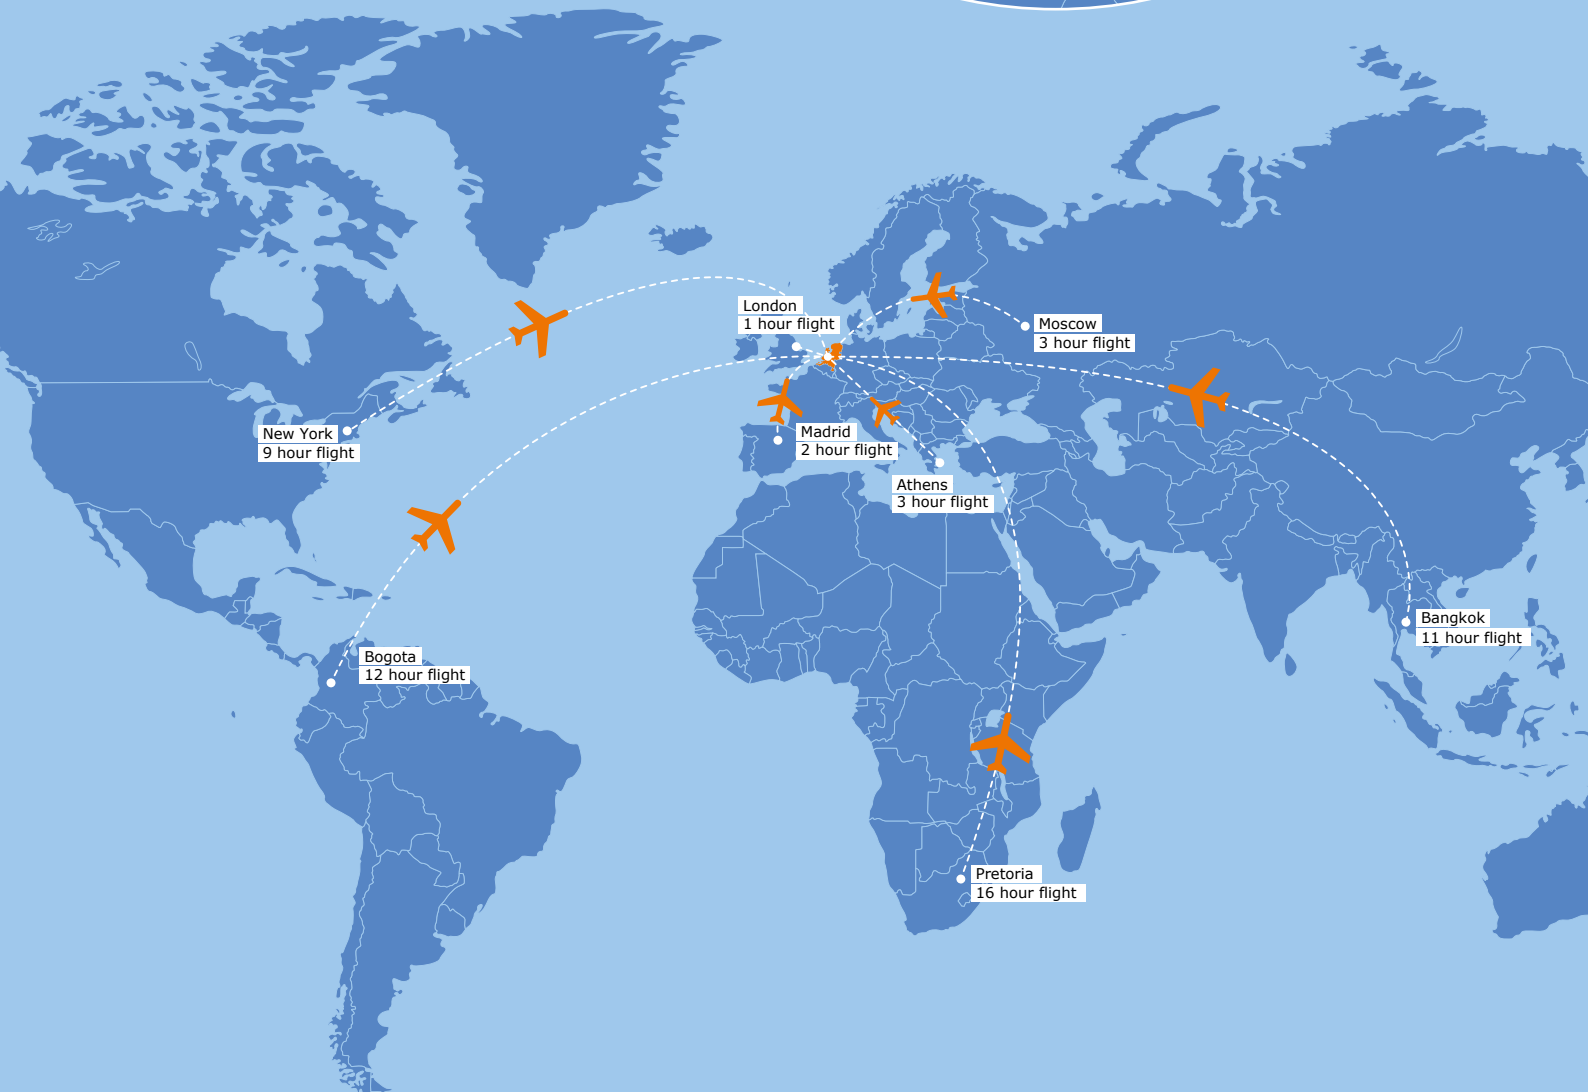 London
1 hour flight
Moscow
3 hour flight
New York
9 hour flight
Madrid
2 hour flight
Athens
3 hour flight
Bangkok
11 hour flight
Bogota
12 hour flight
Pretoria
16 hour flight